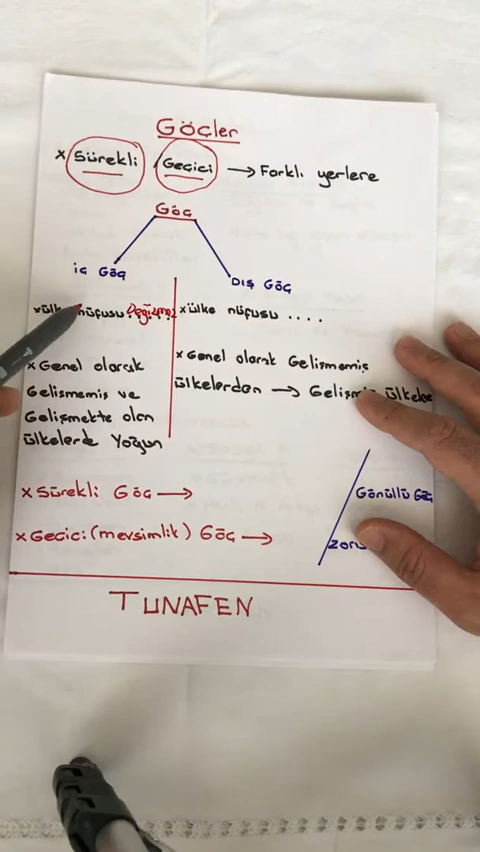 Göçler
x Sürekli / Geçici → Farklı yerlere
Göç
iç Göç
Dış Göç
nüfusu Değişmez
x ülke nüfusu ....
x Genel olarak
Gelişmemiş ve
Gelişmekte olan
ülkelerde Yoğun
x Genel olarak Gelişmemiş
ülkelerden →
x Sürekli Göç →
x Geçici (mevsimlik) Göç →
Gönüllü Göç
TUNAFEN